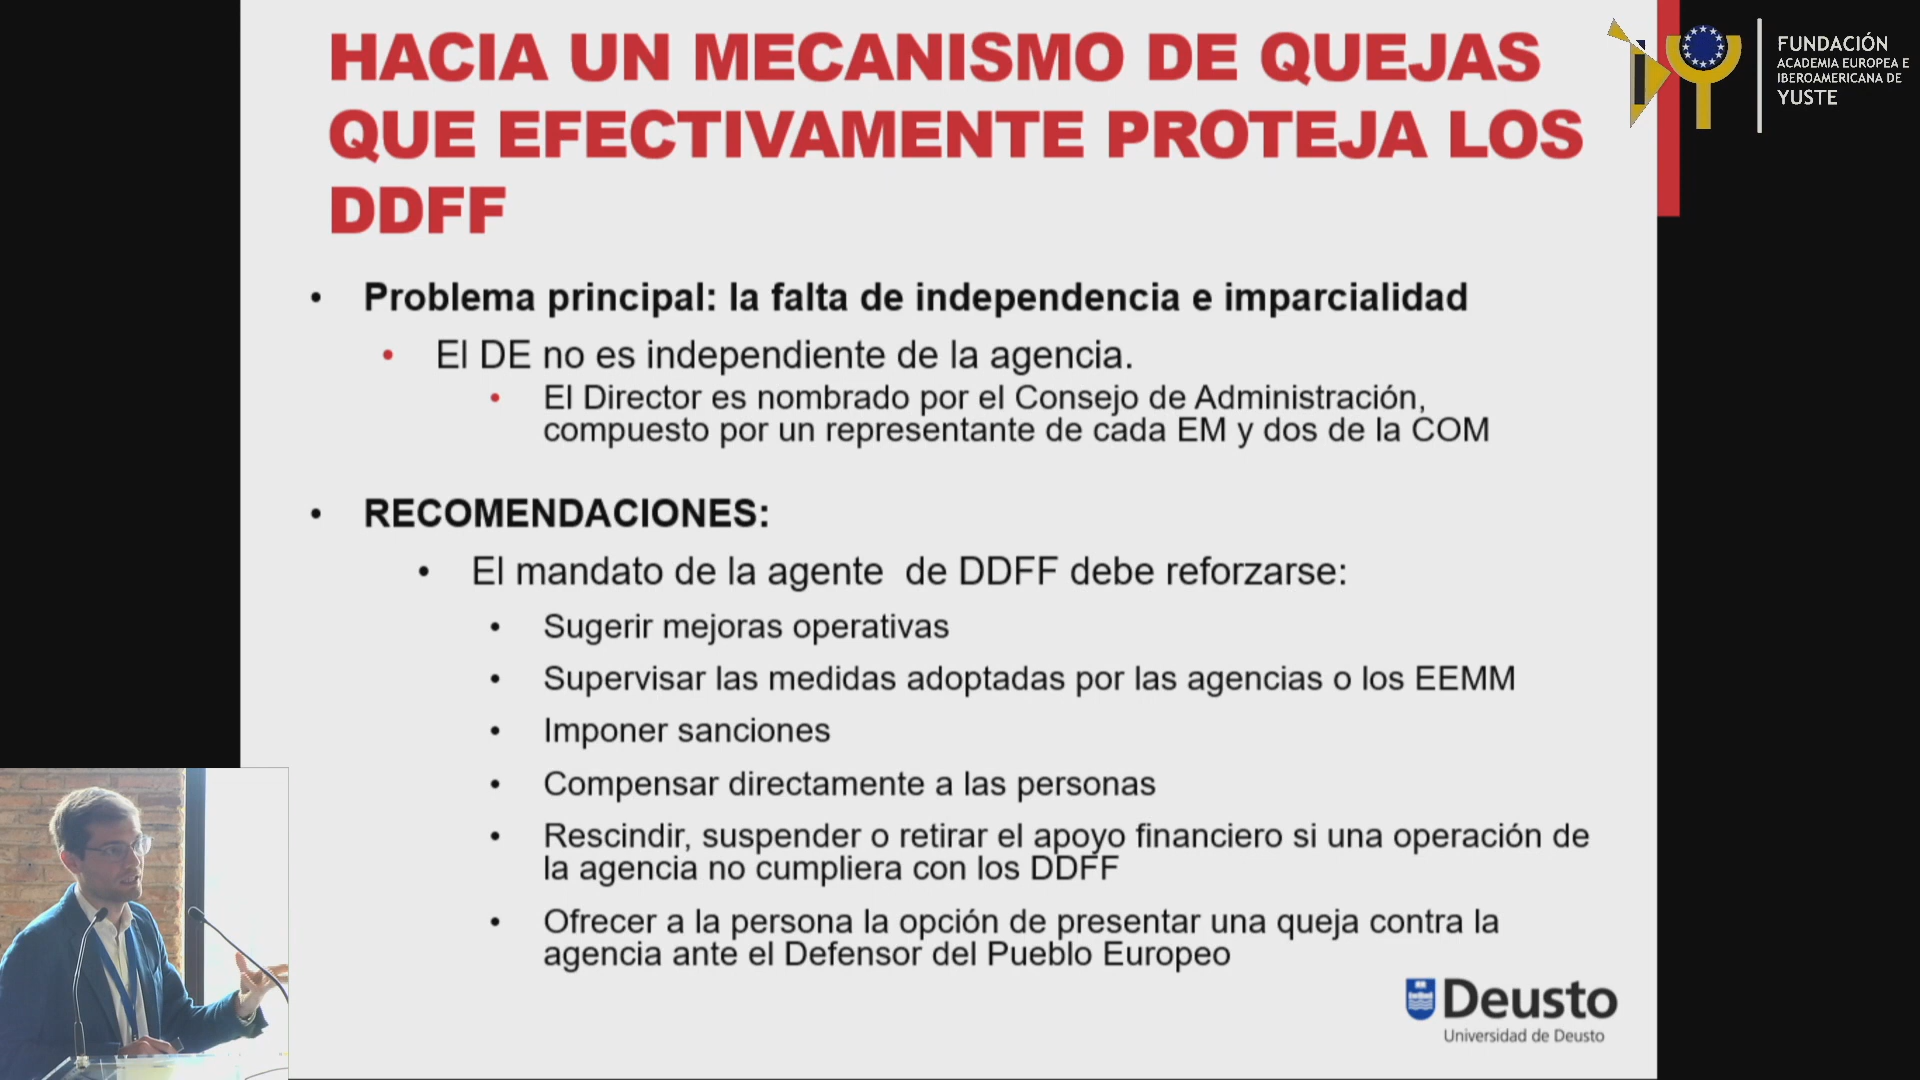 HACIA UN MECANISMO DE QUEJAS
QUE EFECTIVAMENTE PROTEJA LOS
DDFF
• Problema principal: la falta de independencia e imparcialidad
• El DE no es independiente de la agencia.
• El Director es nombrado por el Consejo de Administración,
compuesto por un representante de cada EM y dos de la COM
• RECOMENDACIONES:
• El mandato de la agente de DDFF debe reforzarse:
• Sugerir mejoras operativas
• Supervisar las medidas adoptadas por las agencias o los EEMM
• Imponer sanciones
• Compensar directamente a las personas
• Rescindir, suspender o retirar el apoyo financiero si una operación de
la agencia no cumpliera con los DDFF
• Ofrecer a la persona la opción de presentar una queja contra la
agencia ante el Defensor del Pueblo Europeo
Deusto
Universidad de Deusto
FUNDACIÓN
ACADEMIA EUROPEA E
IBEROAMERICANA DE
YUSTE